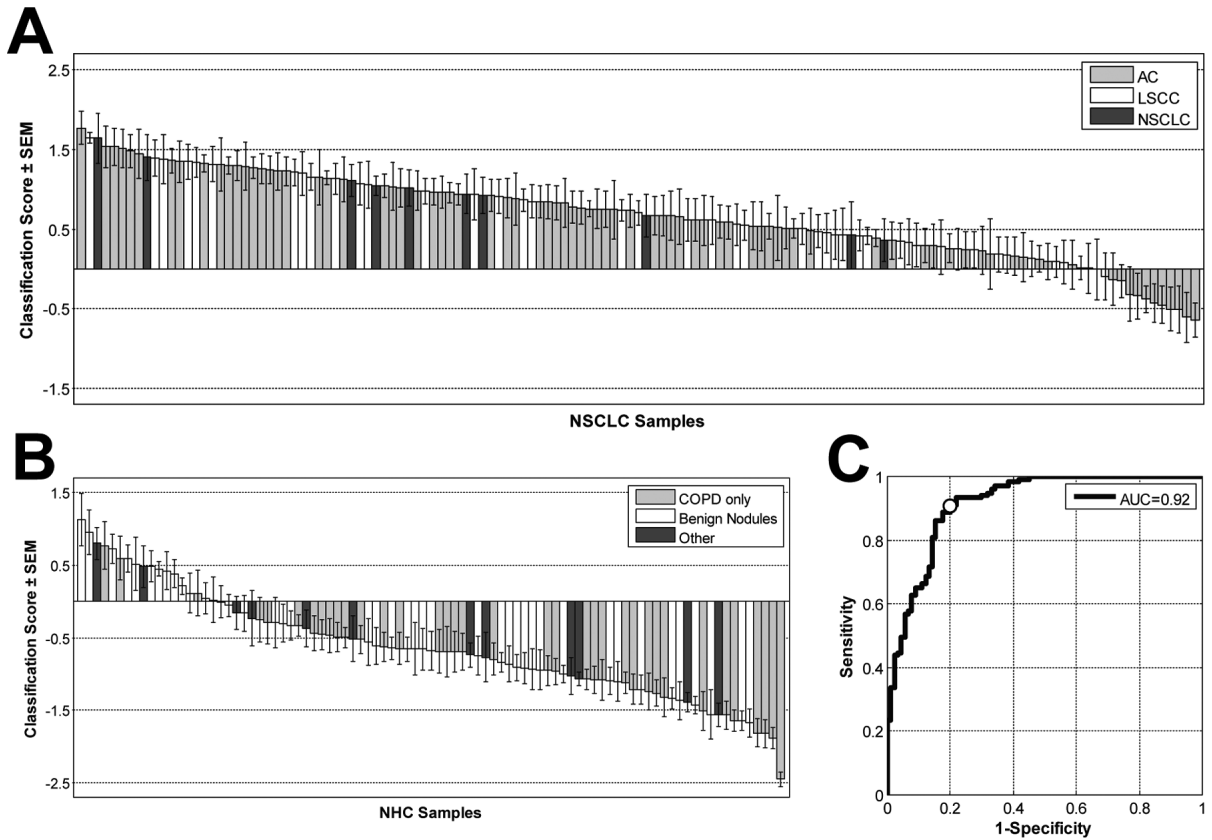 A
Classification Score ± SEM
2.5
1.5
0.5
-0.5
-1.5
AC
LSCC
NSCLC
NSCLC Samples
B
Classification Score ± SEM
1.5
0.5
-0.5
-1.5
-2.5
COPD only
Benign Nodules
Other
NHC Samples
C
Sensitivity
1
0.8
0.6
0.4
0.2
0
AUC=0.92
0 0.2 0.4 0.6 0.8 1
1-Specificity